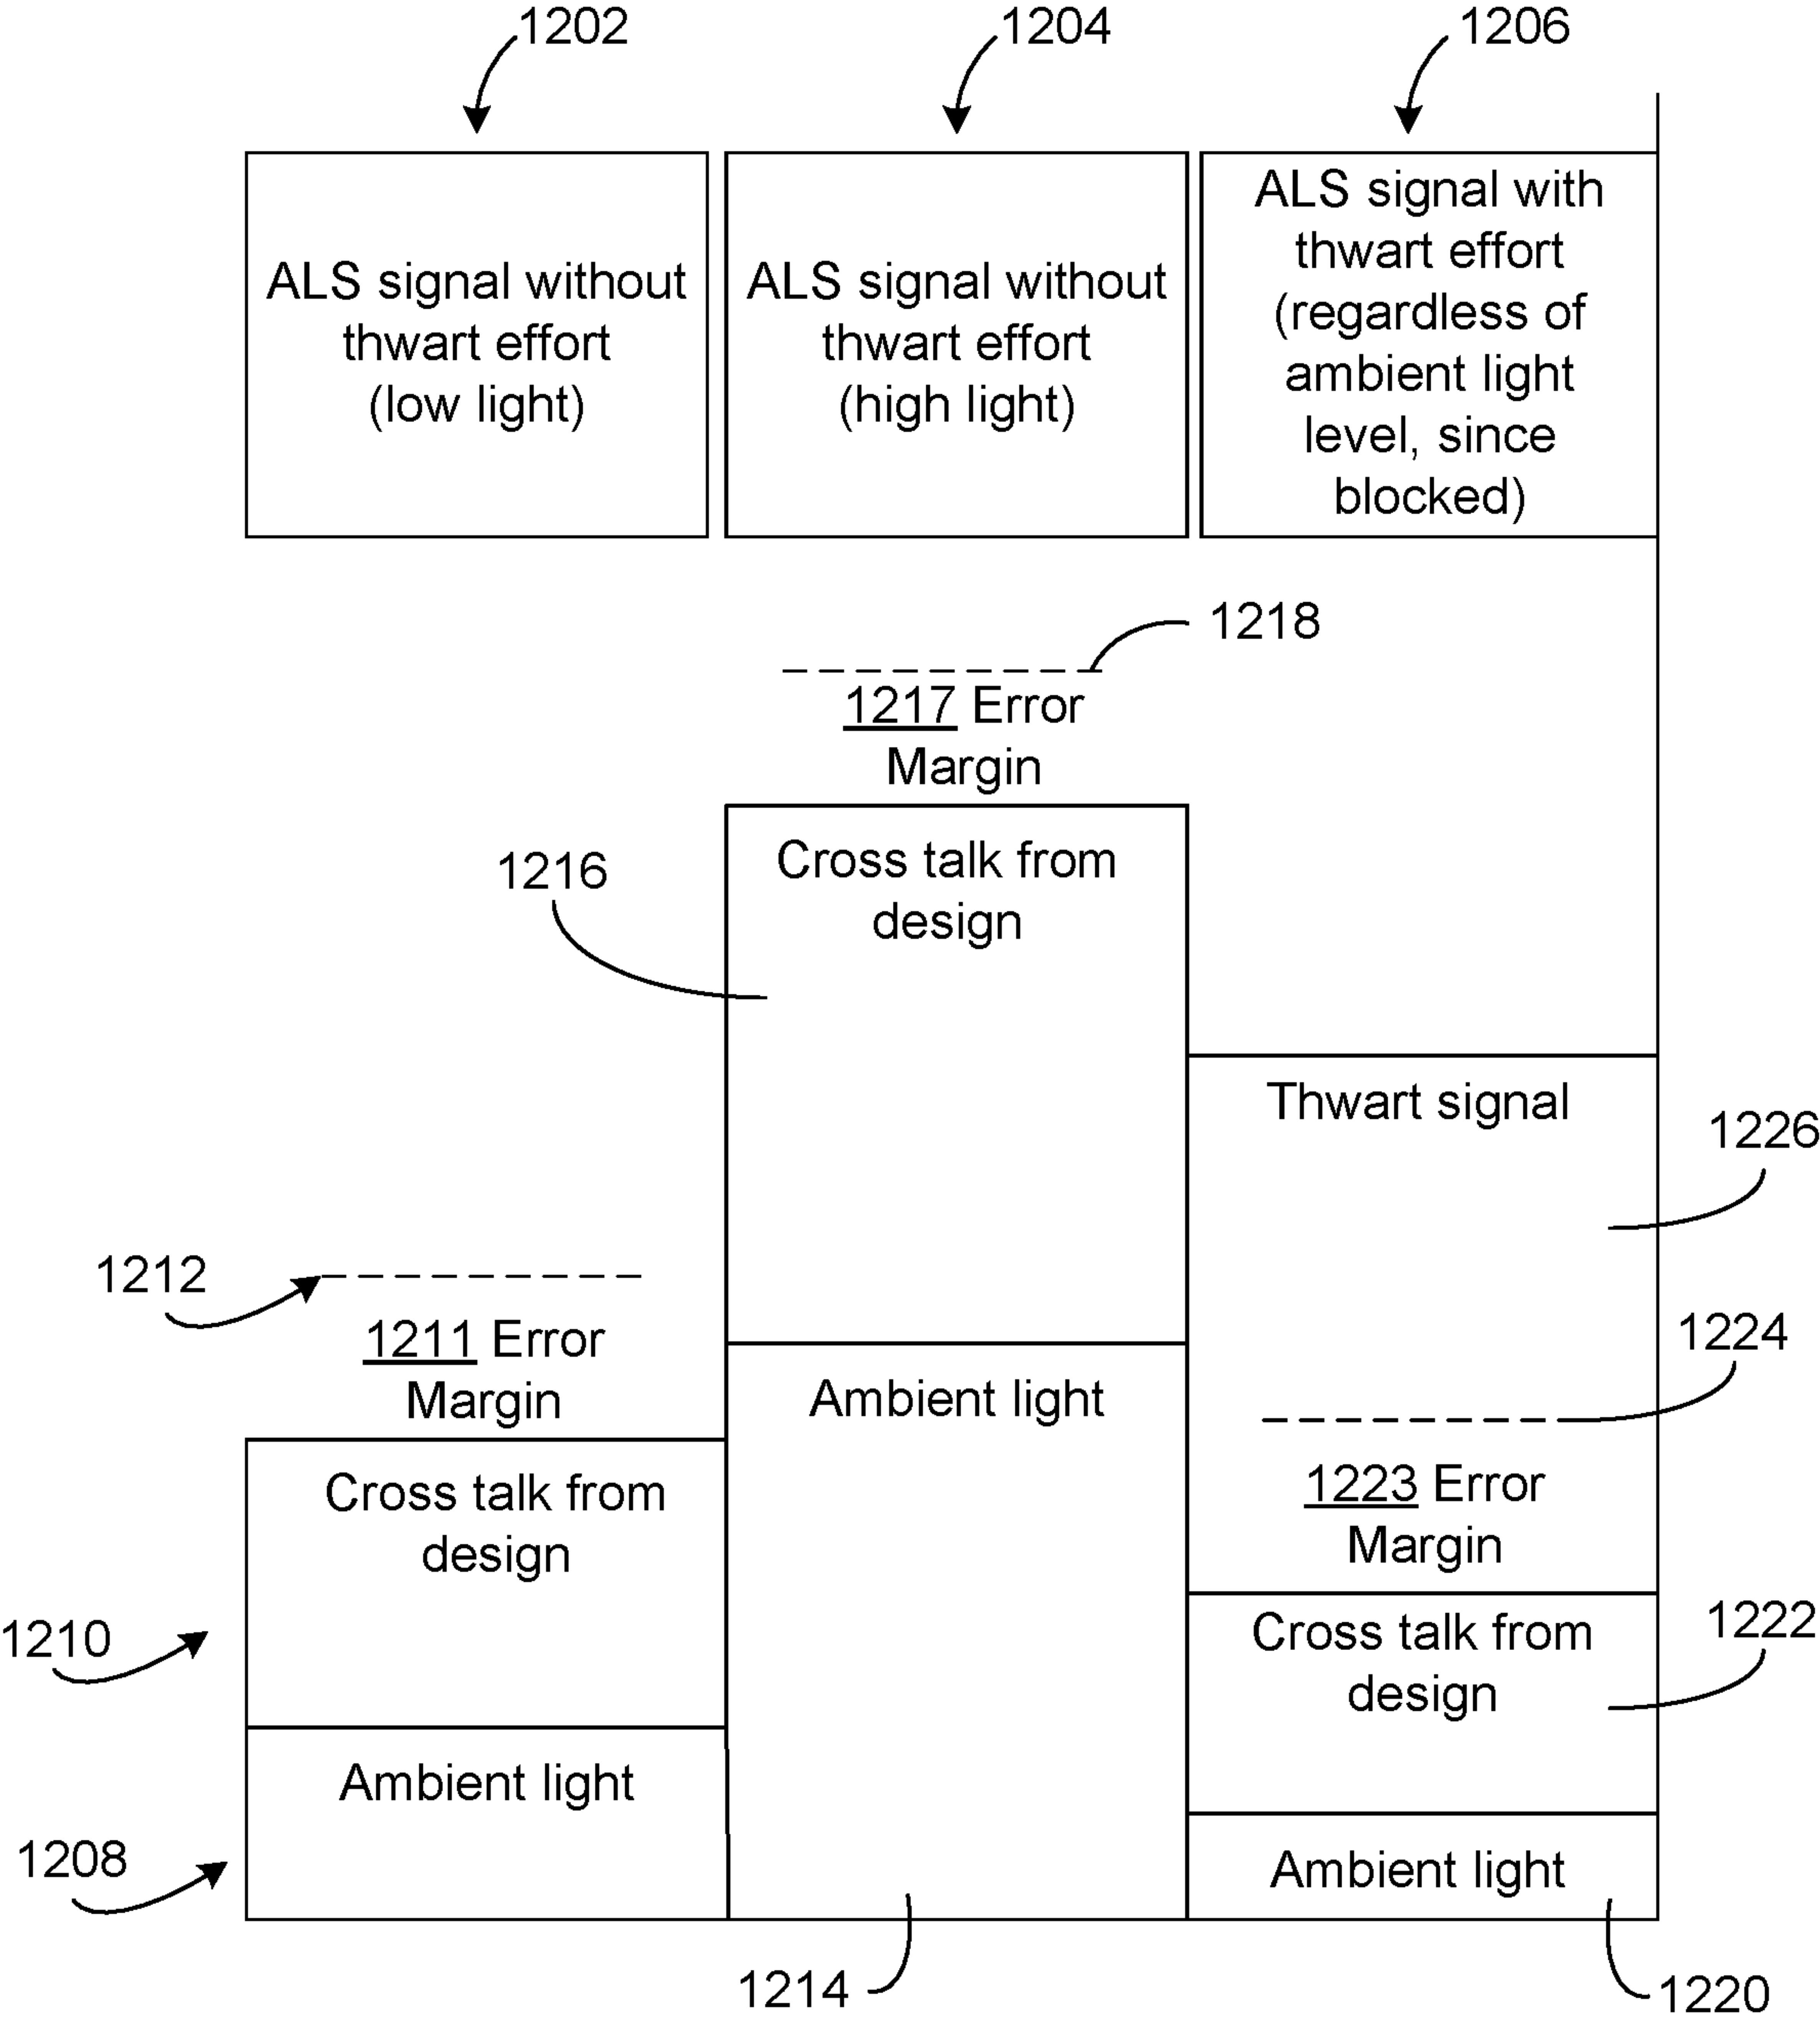 1202
1204
1206
ALS signal without
thwart effort
(low light)
ALS signal without
thwart effort
(high light)
ALS signal with
thwart effort
(regardless of
ambient light
level, since
blocked)
1218
1217 Error
Margin
1216
Cross talk from
design
Thwart signal
1226
1212
1211 Error
Margin
1224
Ambient light
1223 Error
Margin
Cross talk from
design
1210
Cross talk from
design
1222
Ambient light
1208
Ambient light
1214
1220